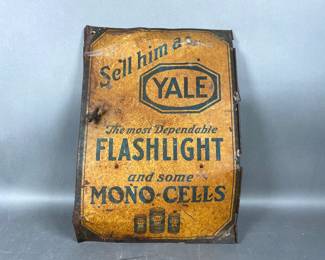 Sell him a
YALE
The most Dependable
FLASHLIGHT
and some
MONO-CELLS